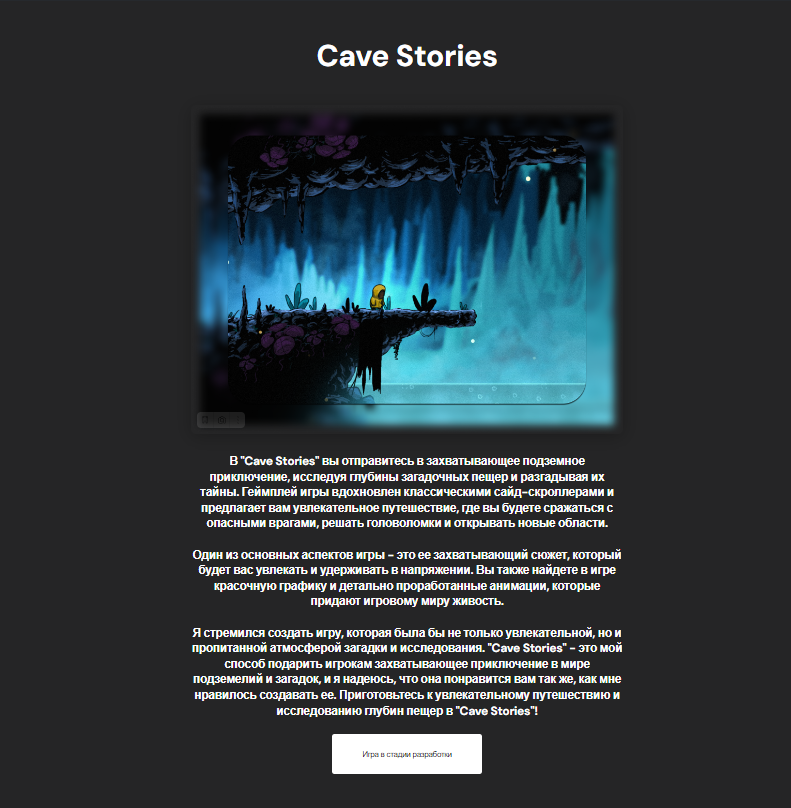 Cave Stories
В "Cave Stories" вы отправитесь в захватывающее подземное
приключение, исследуя глубины загадочных пещер и разгадывая их
тайны. Геймплей игры вдохновлен классическими сайд-скроллерами и
предлагает вам увлекательное путешествие, где вы будете сражаться с
опасными врагами, решать головоломки и открывать новые области.
Один из основных аспектов игры - это ее захватывающий сюжет, который
будет вас увлекать и удерживать в напряжении. Вы также найдете в игре
красочную графику и детально проработанные анимации, которые
придают игровому миру живость.
Я стремился создать игру, которая была бы не только увлекательной, но и
пропитанной атмосферой загадки и исследования. "Cave Stories" - это мой
способ подарить игрокам захватывающее приключение в мире
подземелий и загадок, и я надеюсь, что она понравится вам так же, как мне
нравилось создавать ее. Приготовьтесь к увлекательному путешествию и
исследованию глубин пещер в "Cave Stories"!
Игра в стадии разработки